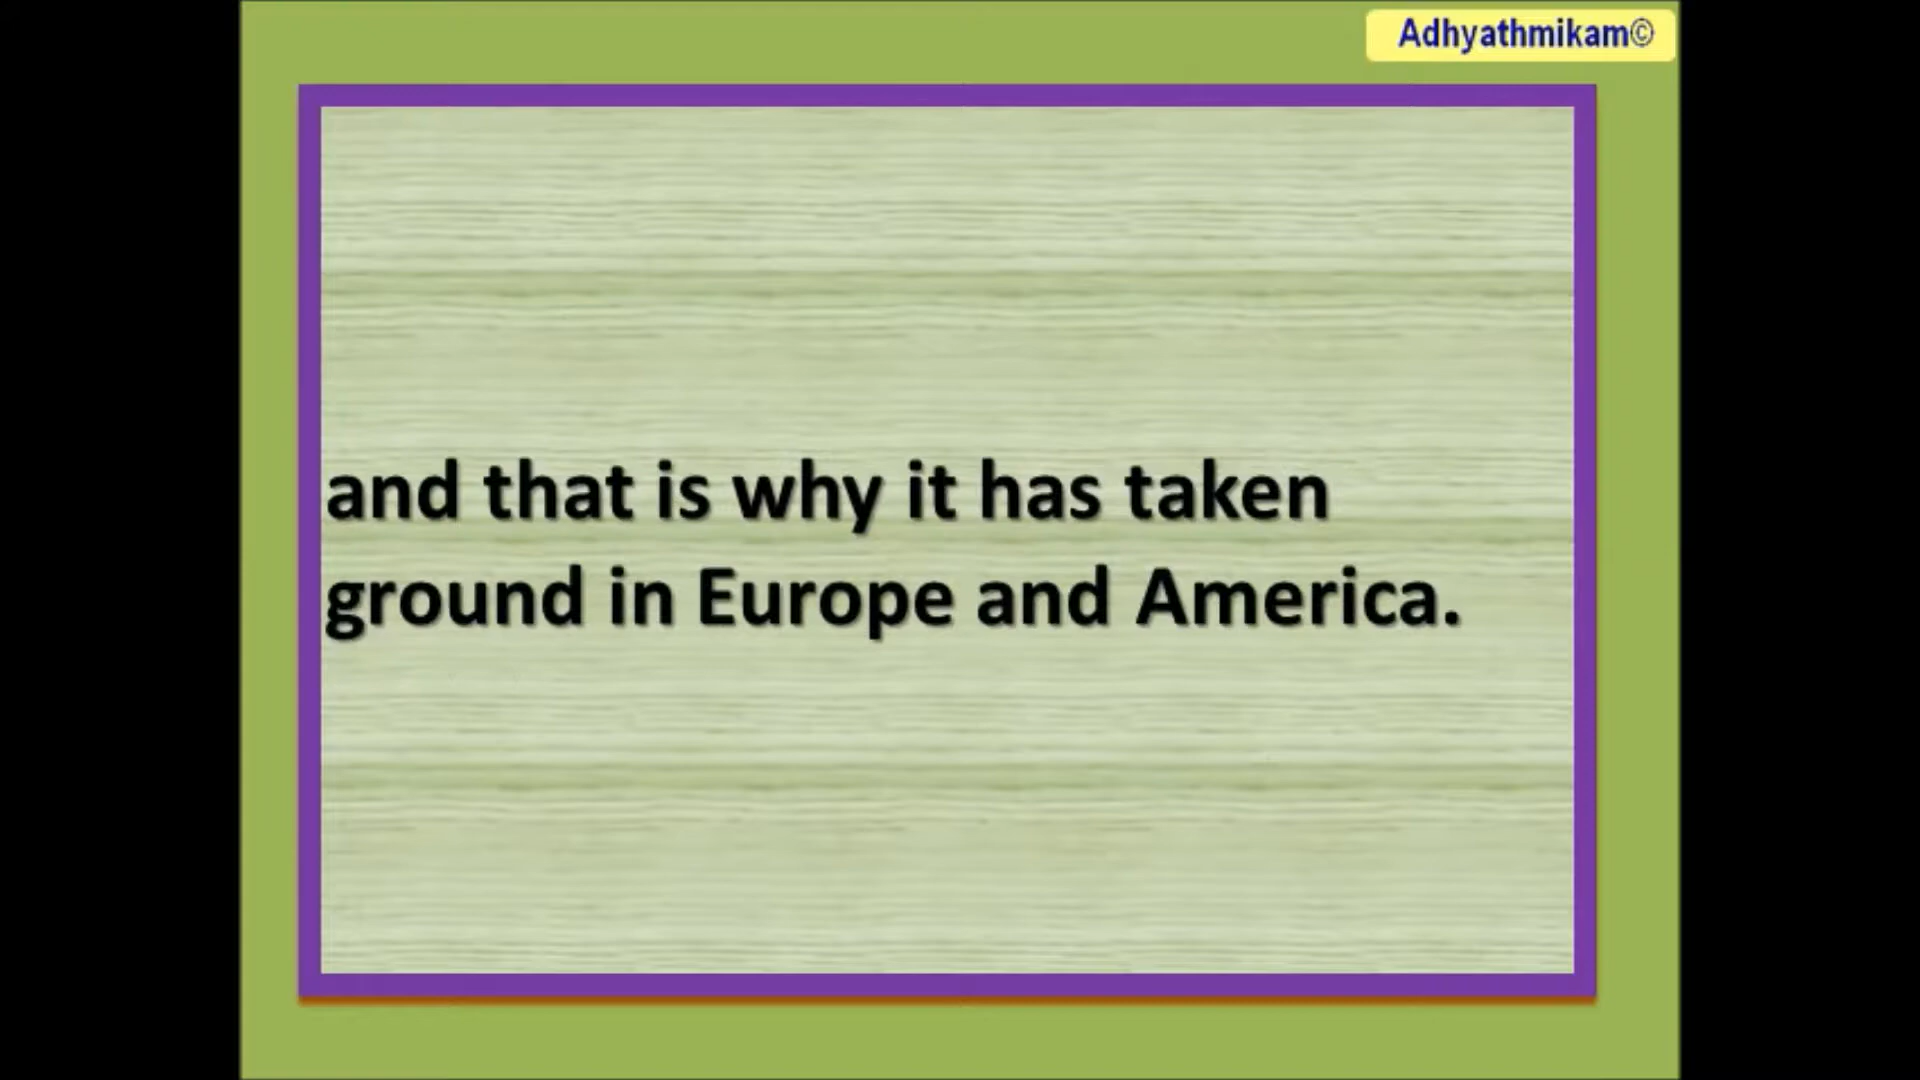 Adhyathmikam©
and that is why it has taken
ground in Europe and America.